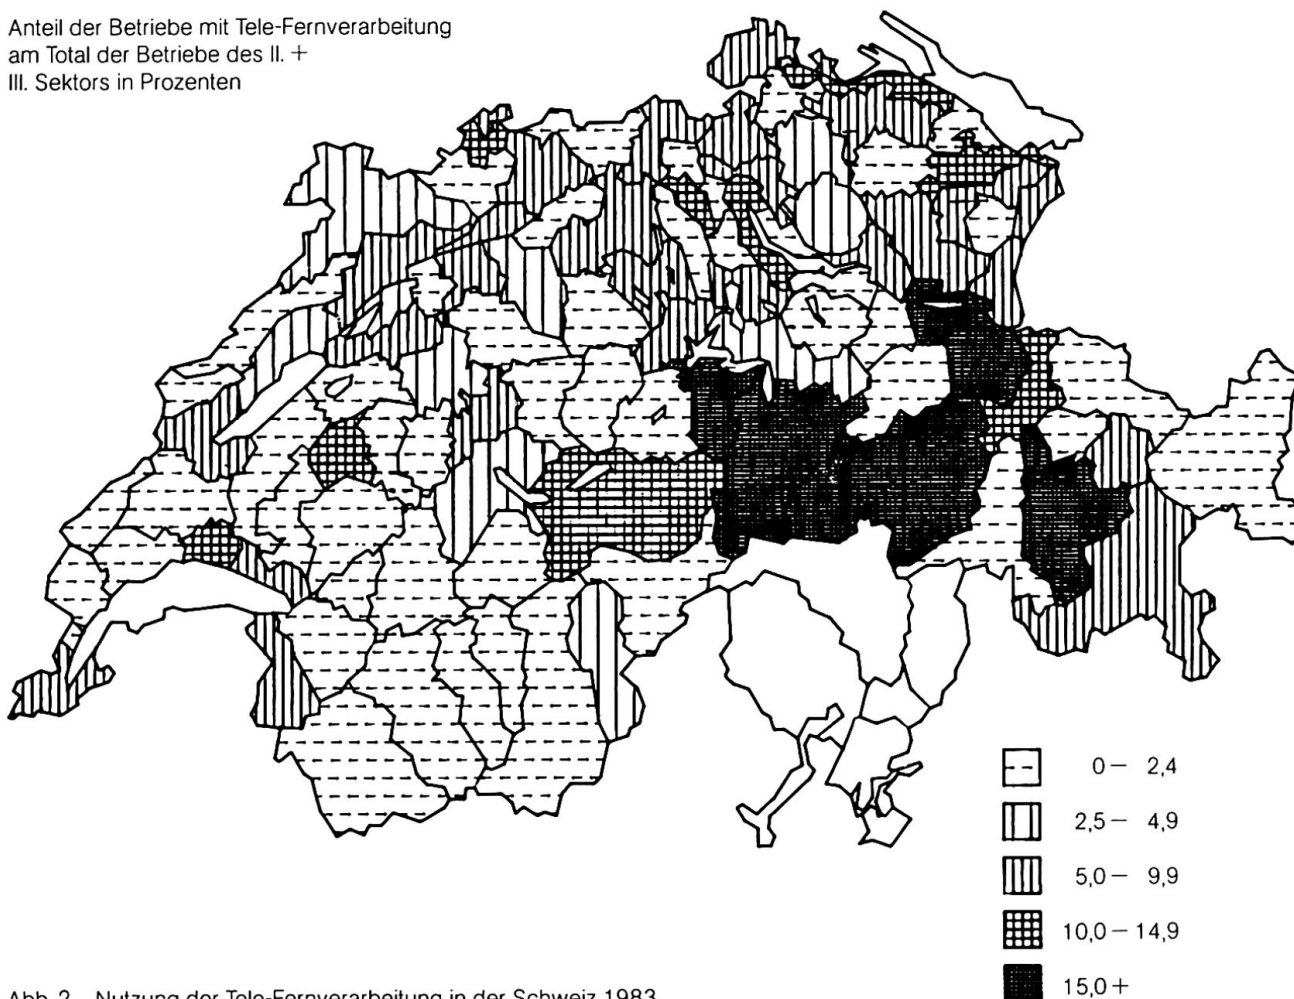 Anteil der Betriebe mit Tele-Fernverarbeitung
am Total der Betriebe des II. +
III. Sektors in Prozenten
0 – 2,4
2,5 – 4,9
5,0 – 9,9
10,0 – 14,9
15,0 +
Abb. 2 Nutzung der Tele-Fernverarbeitung in der Schweiz 1983